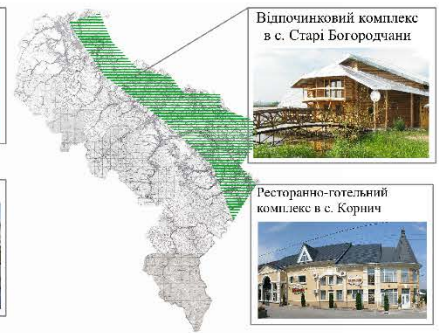 Відпочинковий комплекс
в с. Старі Богородчани
Ресторанно-готельний
комплекс в с. Корнич